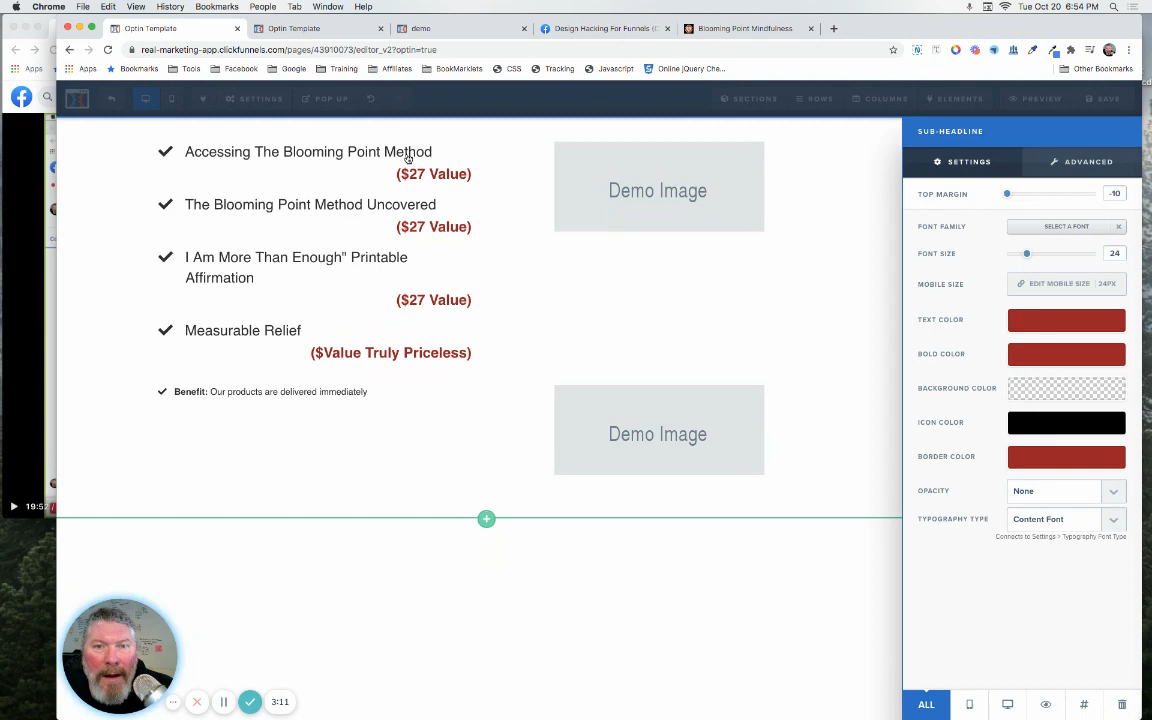 Chrome File Edit View History Bookmarks People Tab Window Help
Tue Oct 20 6:54 PM
Optin Template
Optin Template
demo
Design Hacking For Funnels (C
Blooming Point Mindfulness
real-marketing-app.clickfunnels.com/pages/43910073/editor_v2?optin=true
Apps
Apps Bookmarks Tools Facebook Google Training Affiliates BookMarklets CSS Tracking Javascript Online jQuery Che... Other Bookmarks
SETTINGS POP UP SECTIONS ROWS COLUMNS ELEMENTS PREVIEW SAVE
Accessing The Blooming Point Method
($27 Value)
The Blooming Point Method Uncovered
($27 Value)
I Am More Than Enough" Printable
Affirmation
($27 Value)
Measurable Relief
($Value Truly Priceless)
Benefit: Our products are delivered immediately
Demo Image
Demo Image
SUB-HEADLINE
SETTINGS ADVANCED
TOP MARGIN -10
FONT FAMILY SELECT A FONT
FONT SIZE 24
MOBILE SIZE EDIT MOBILE SIZE 24PX
TEXT COLOR
BOLD COLOR
BACKGROUND COLOR
ICON COLOR
BORDER COLOR
OPACITY None
TYPOGRAPHY TYPE Content Font
Connects to Settings > Typography Font Type
ALL
19:52
3:11